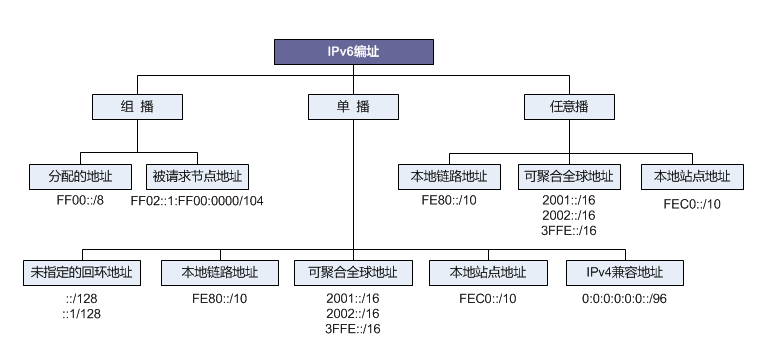 IPv6编址
组 播
单 播
任意播
分配的地址
被请求节点地址
本地链路地址
可聚合全球地址
本地站点地址
FF00::/8
FF02::1:FF00:0000/104
FE80::/10
2001::/16
2002::/16
3FFE::/16
FEC0::/10
未指定的回环地址
本地链路地址
可聚合全球地址
本地站点地址
IPv4兼容地址
::/128
::1/128
FE80::/10
2001::/16
2002::/16
3FFE::/16
FEC0::/10
0:0:0:0:0:0::/96